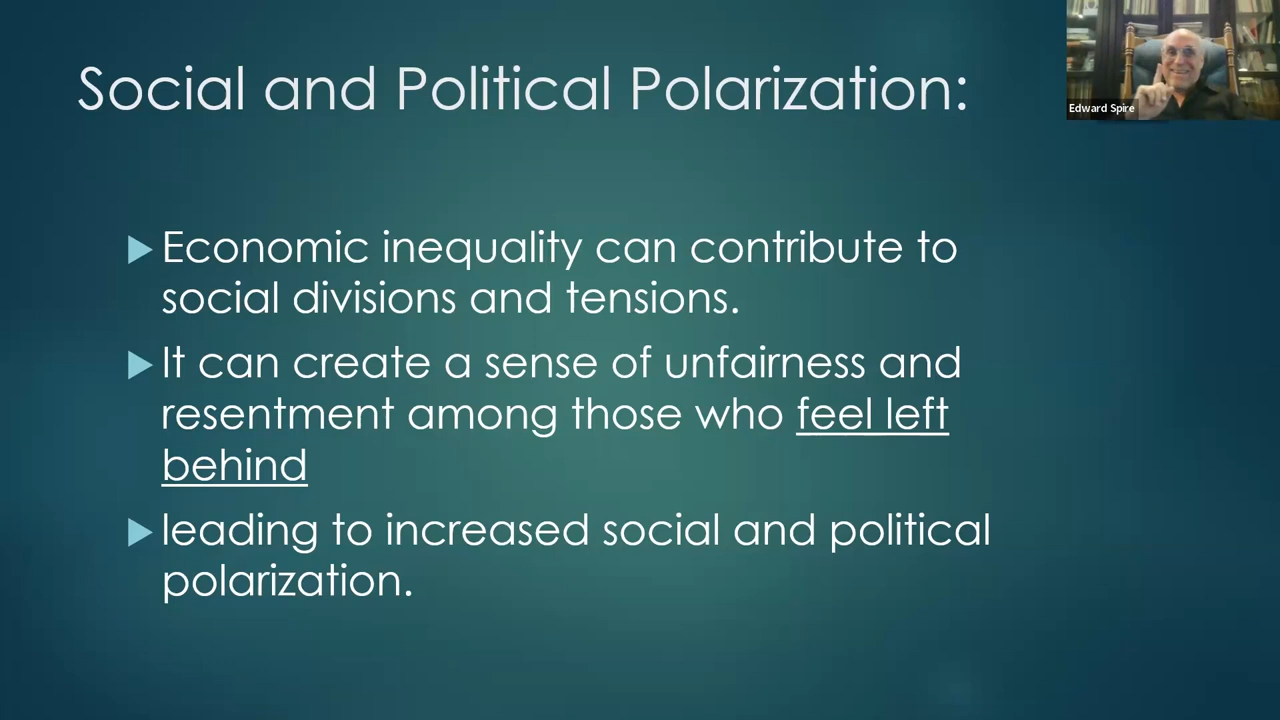 Social and Political Polarization:
Edward Spire
Economic inequality can contribute to
social divisions and tensions.
It can create a sense of unfairness and
resentment among those who feel left
behind
leading to increased social and political
polarization.